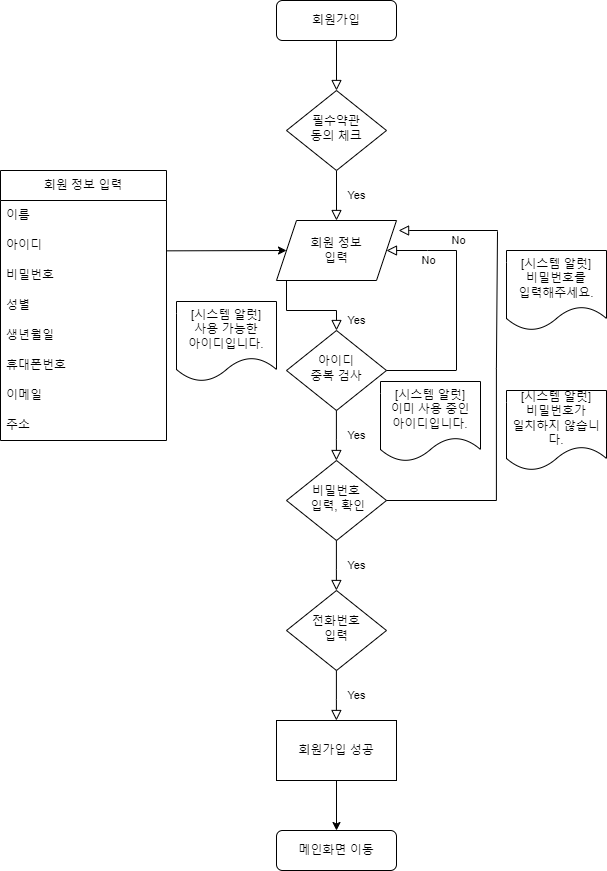 회원가입
필수약관
동의 체크
Yes
회원 정보 입력
이름
아이디
비밀번호
성별
생년월일
휴대폰번호
이메일
주소
회원 정보
입력
No
No
[시스템 알럿]
비밀번호를
입력해주세요.
[시스템 알럿]
사용 가능한
아이디입니다.
Yes
아이디
중복 검사
[시스템 알럿]
이미 사용 중인
아이디입니다.
[시스템 알럿]
비밀번호가
일치하지 않습니
다.
Yes
비밀번호
입력, 확인
Yes
전화번호
입력
Yes
회원가입 성공
메인화면 이동